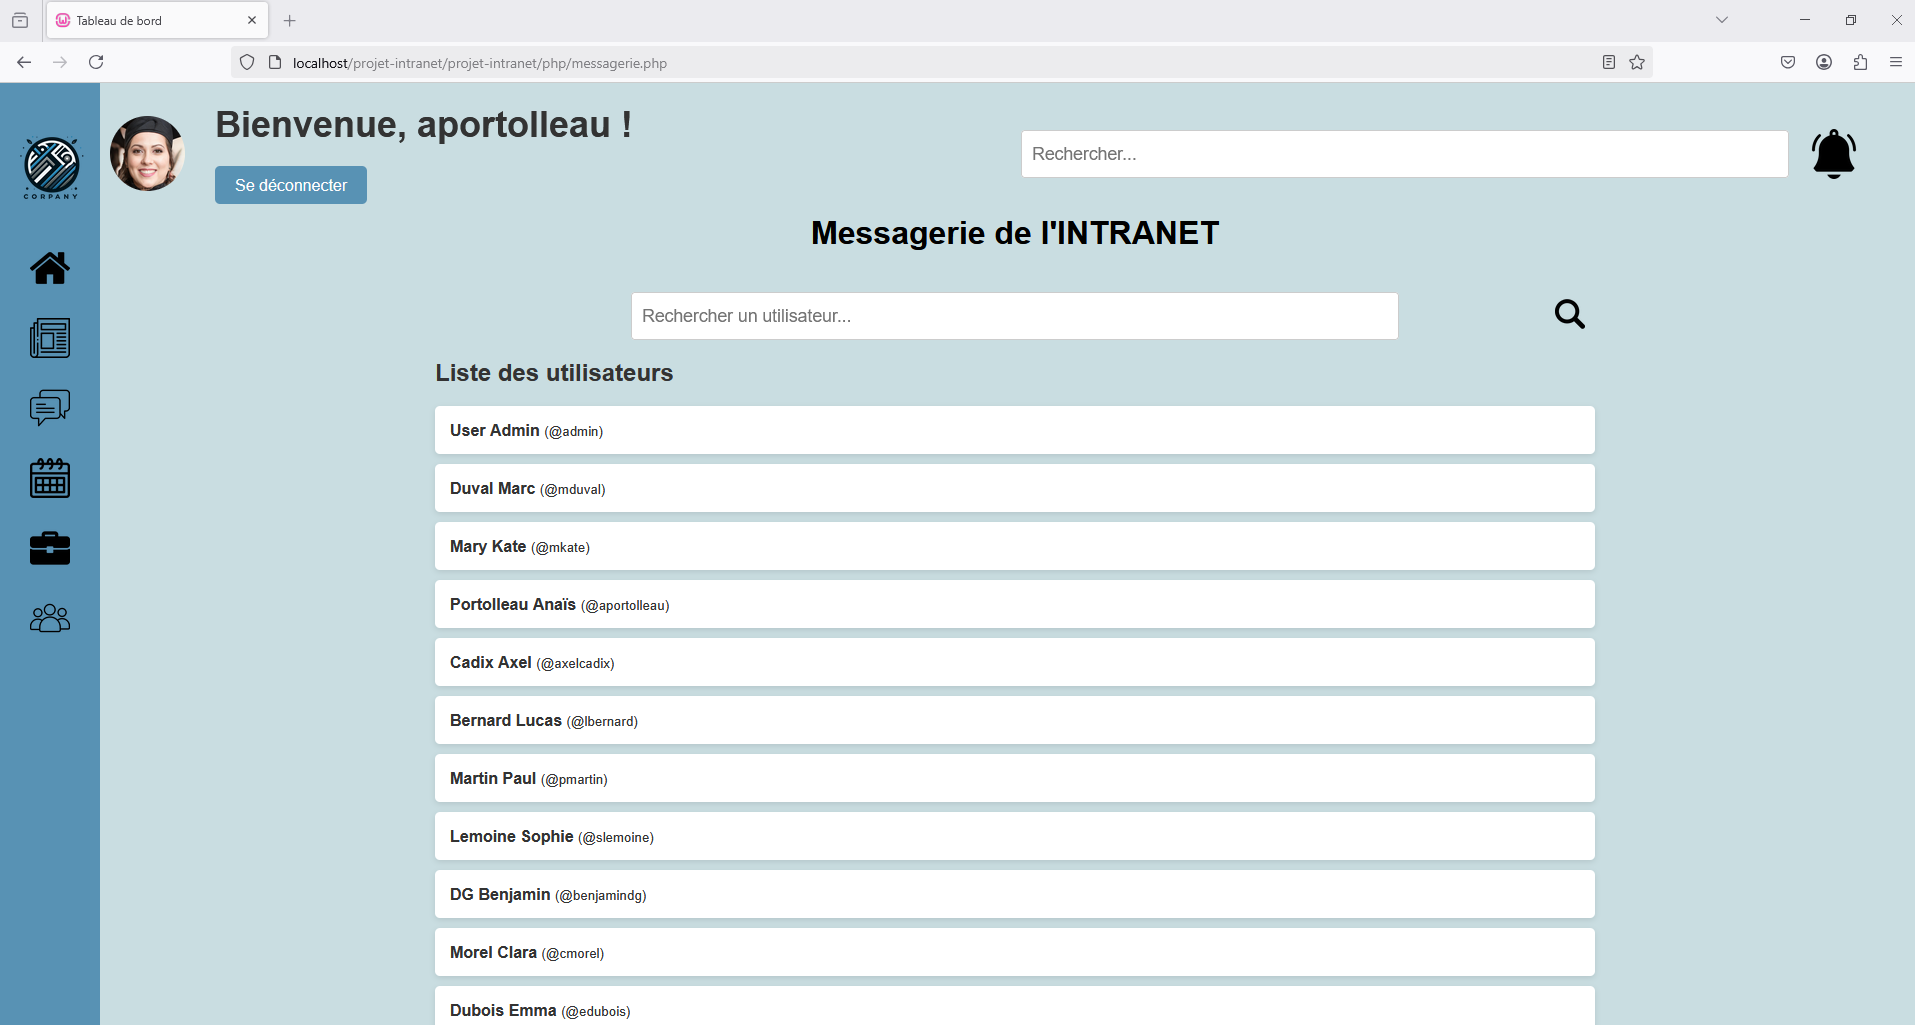 Tableau de bord
localhost/projet-intranet/projet-intranet/php/messagerie.php
CORPANY
Bienvenue, aportolleau !
Se déconnecter
Rechercher...
Messagerie de l'INTRANET
Rechercher un utilisateur...
Liste des utilisateurs
User Admin (@admin)
Duval Marc (@mduval)
Mary Kate (@mkate)
Portolleau Anaïs (@aportolleau)
Cadix Axel (@axelcadix)
Bernard Lucas (@lbernard)
Martin Paul (@pmartin)
Lemoine Sophie (@slemoine)
DG Benjamin (@benjamindg)
Morel Clara (@cmorel)
Dubois Emma (@edubois)